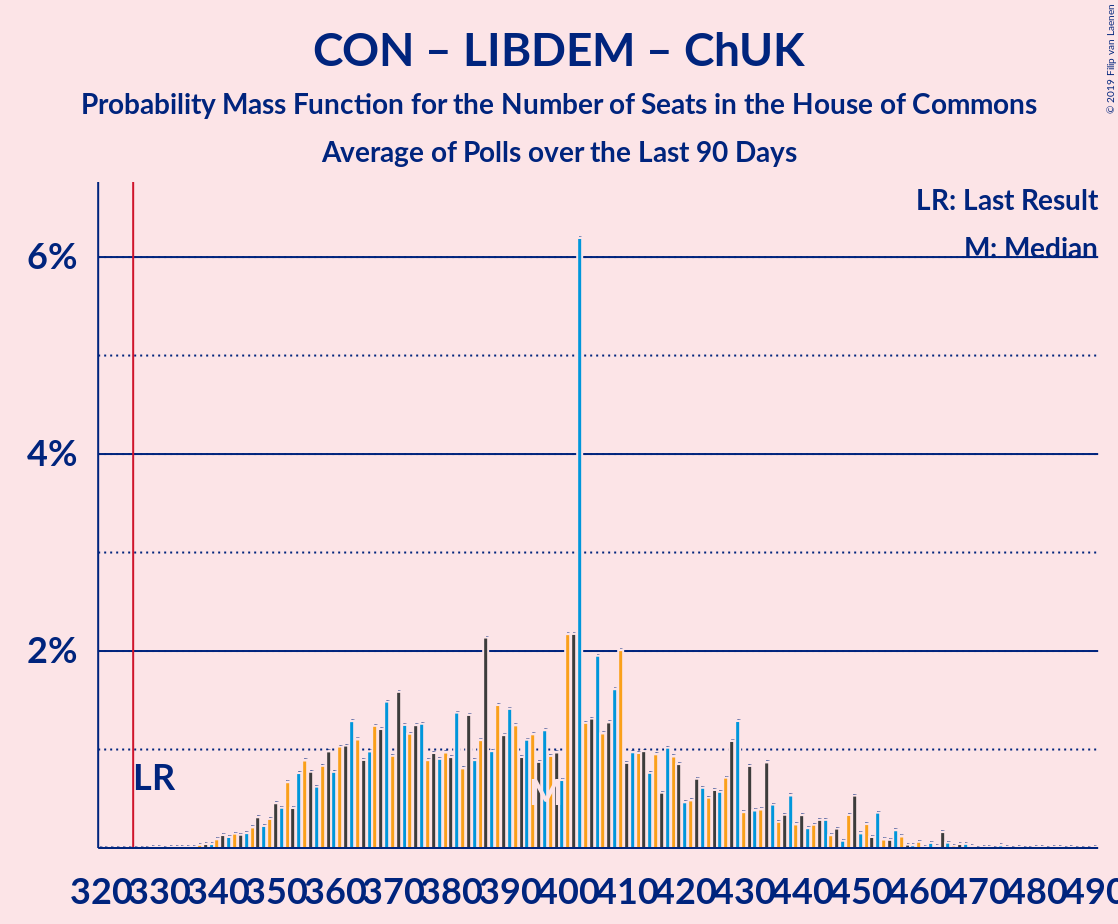 CON – LIBDEM – ChUK
Probability Mass Function for the Number of Seats in the House of Commons
Average of Polls over the Last 90 Days
© 2019 Filip van Laenen
LR: Last Result
M: Median
6%
4%
2%
LR
M
320 330 340 350 360 370 380 390 400 410 420 430 440 450 460 470 480 490